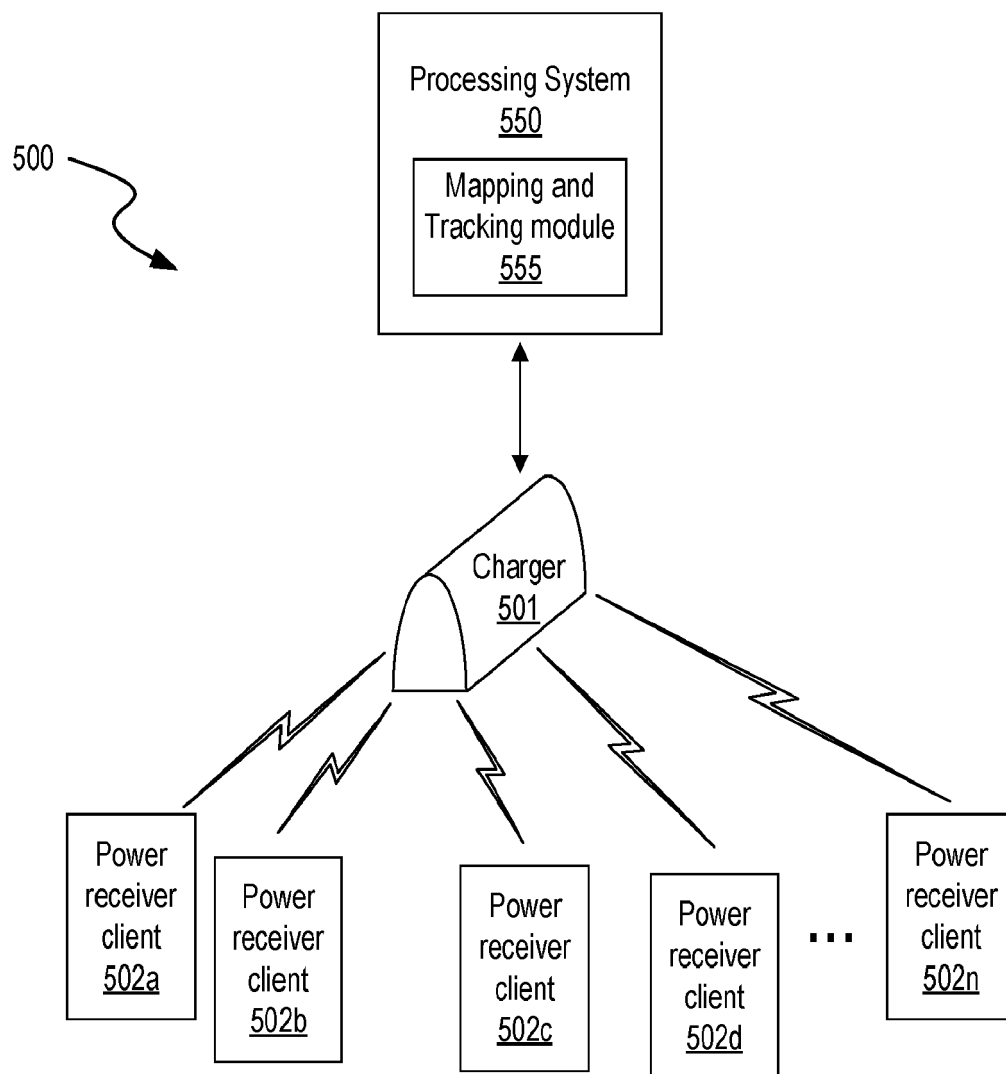 Processing System
550
Mapping and
Tracking module
555
500
Charger
501
Power
receiver
client
502a
Power
receiver
client
502b
Power
receiver
client
502c
Power
receiver
client
502d
...
Power
receiver
client
502n